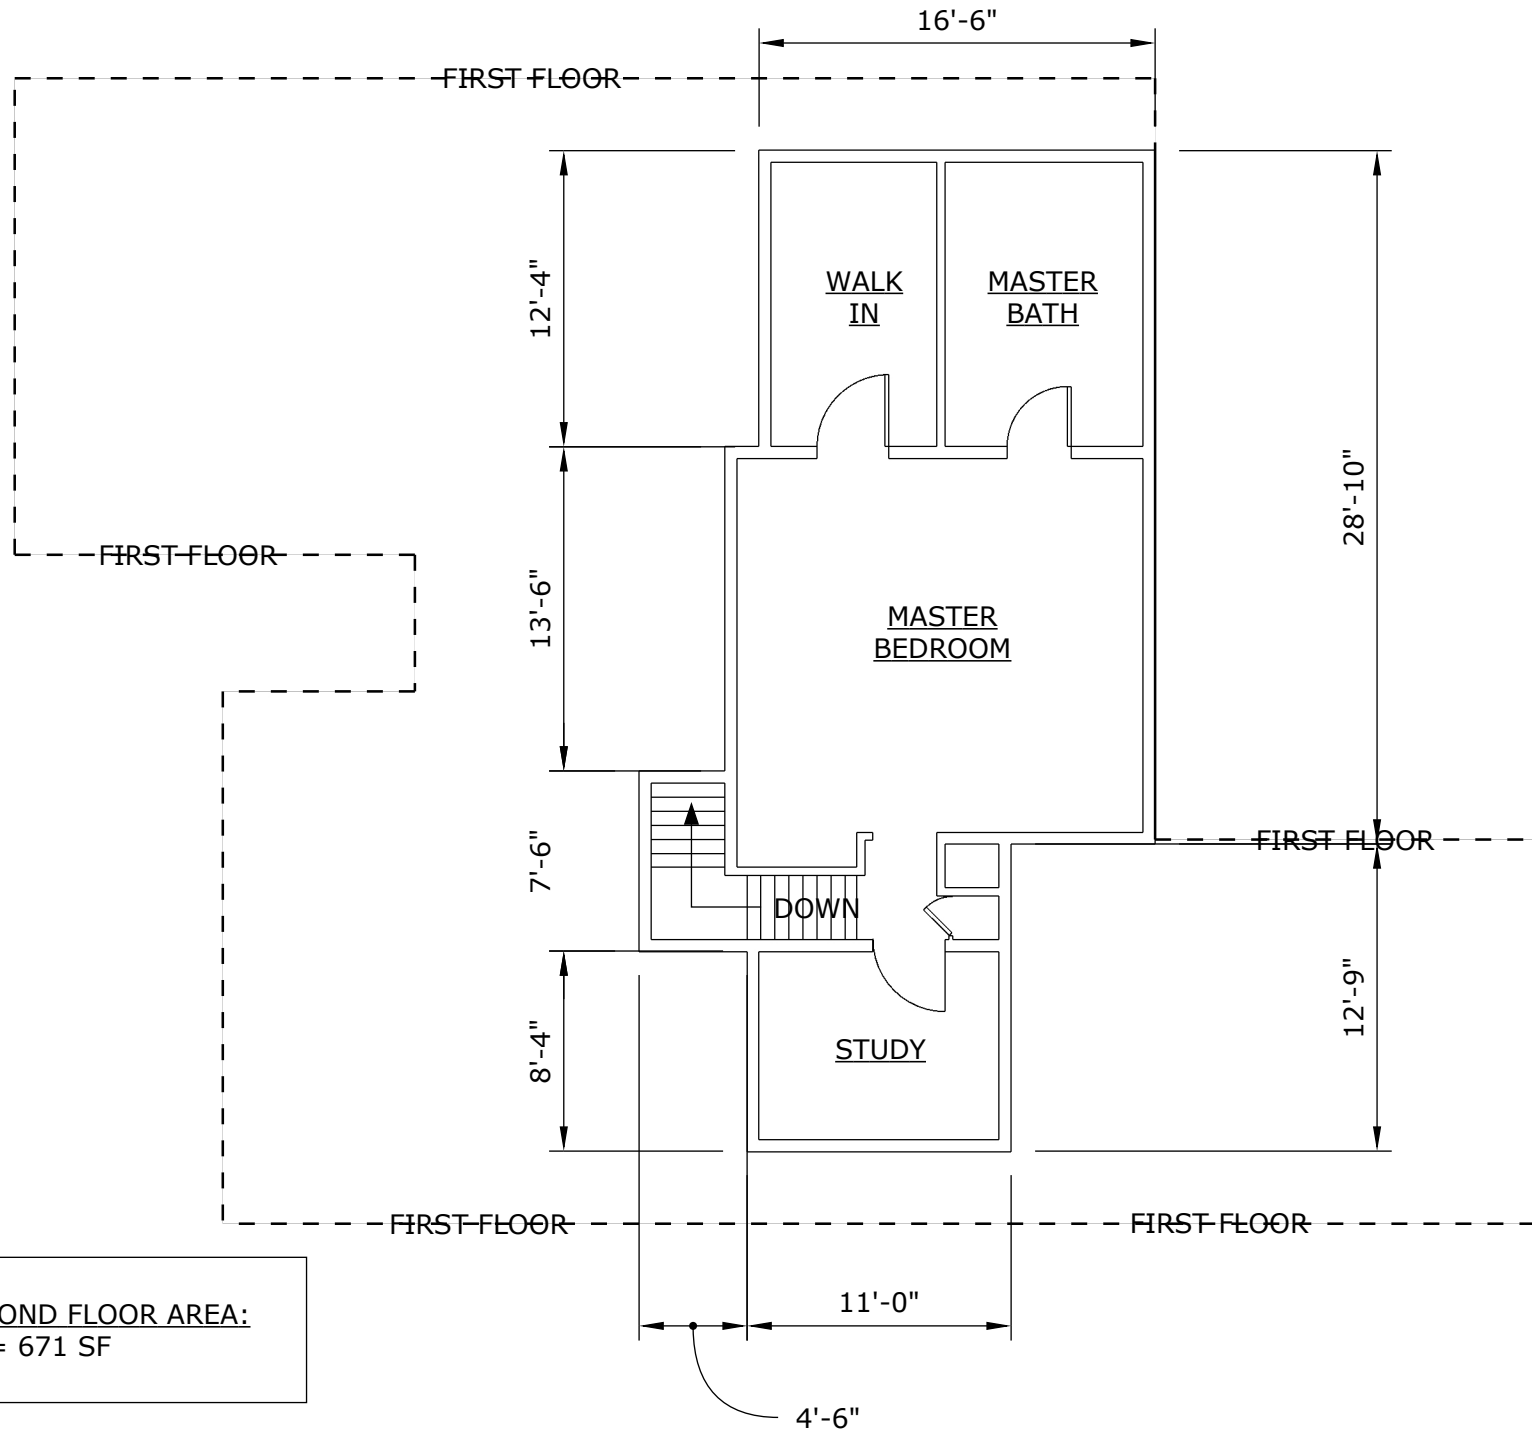 16'-6"
FIRST FLOOR
12'-4"
WALK
IN
MASTER
BATH
28'-10"
FIRST FLOOR
13'-6"
MASTER
BEDROOM
7'-6"
FIRST FLOOR
DOWN
12'-9"
8'-4"
STUDY
FIRST FLOOR
FIRST FLOOR
11'-0"
OND FLOOR AREA:
= 671 SF
4'-6"